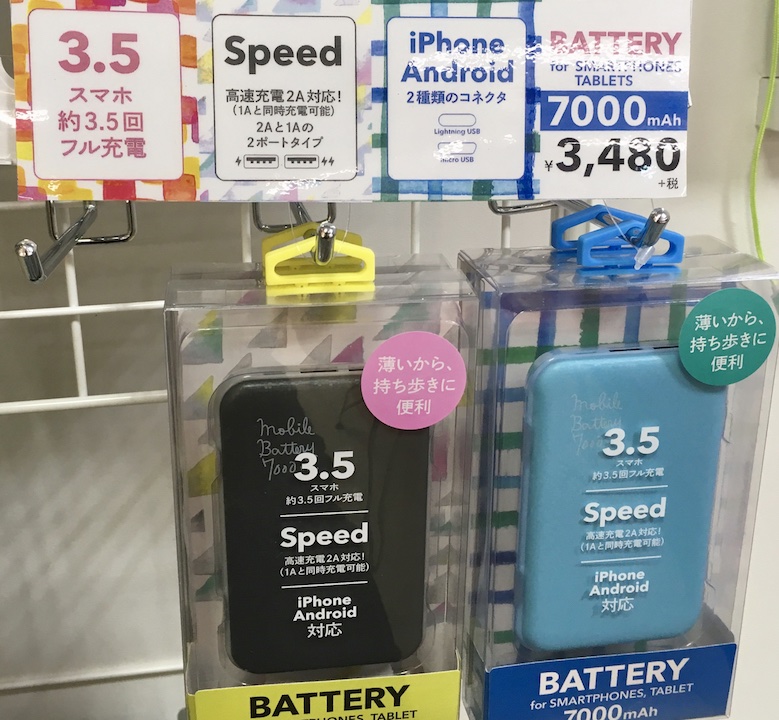 3.5
スマホ
約3.5回
フル充電
Speed
高速充電2A対応!
(1Aと同時充電可能)
2Aと1Aの
2ポートタイプ
iPhone
Android
2種類のコネクタ
Lightning USB
Micro USB
BATTERY
for SMARTPHONES
TABLETS
7000mAh
¥3,480
+税
薄いから、
持ち歩きに
便利
Mobile
Battery
7000
3.5
スマホ
約3.5回フル充電
Speed
高速充電2A対応!
(1Aと同時充電可能)
iPhone
Android
対応
BATTERY
TABLET
薄いから、
持ち歩きに
便利
Mobile
Battery
3.5
スマホ
約3.5回フル充電
Speed
高速充電2A対応!
(1Aと同時充電可能)
iPhone
Android
対応
BATTERY
for SMARTPHONES, TABLET
7000mAh